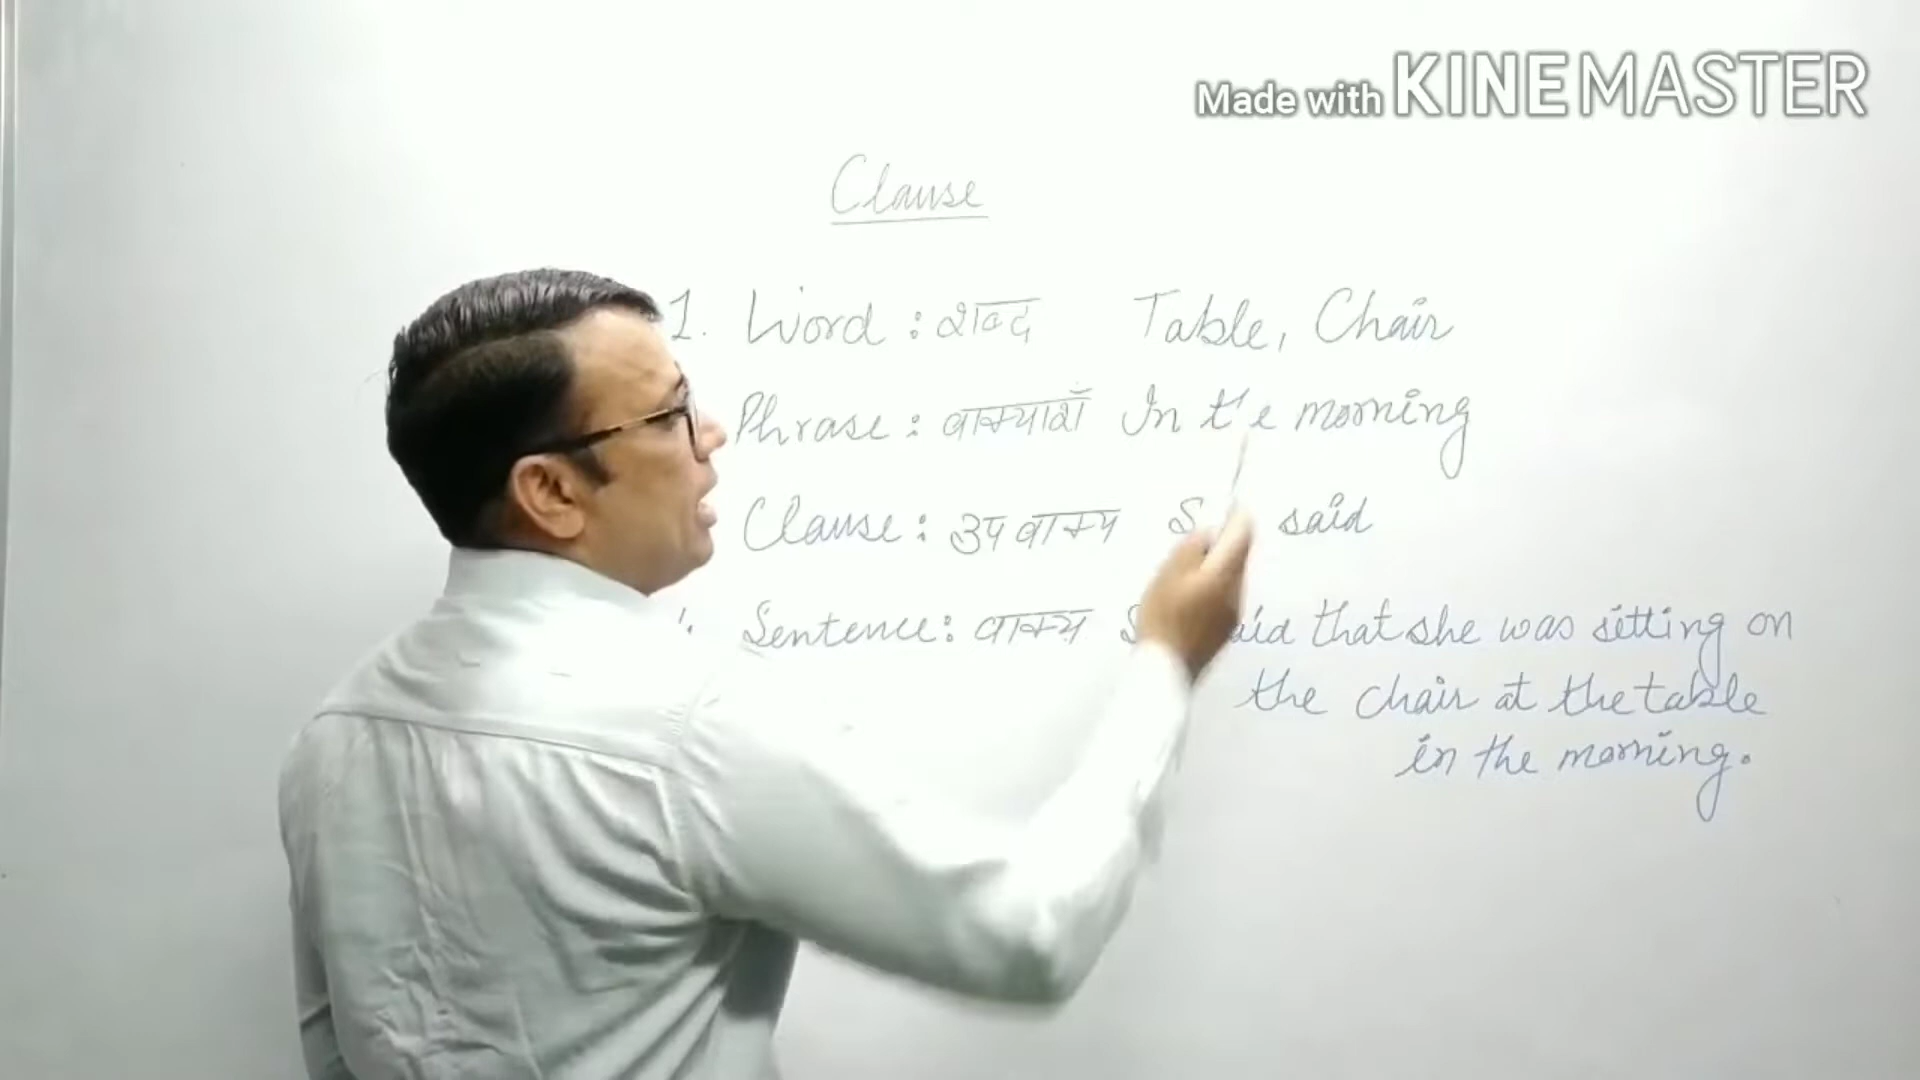 Made with KINEMASTER
Clause
1. Word : शब्द Table, Chair
Phrase : वाक्यांश In the morning
Clause : उपवाक्य said
Sentence : वाक्य that she was sitting on
the chair at the table
in the morning.